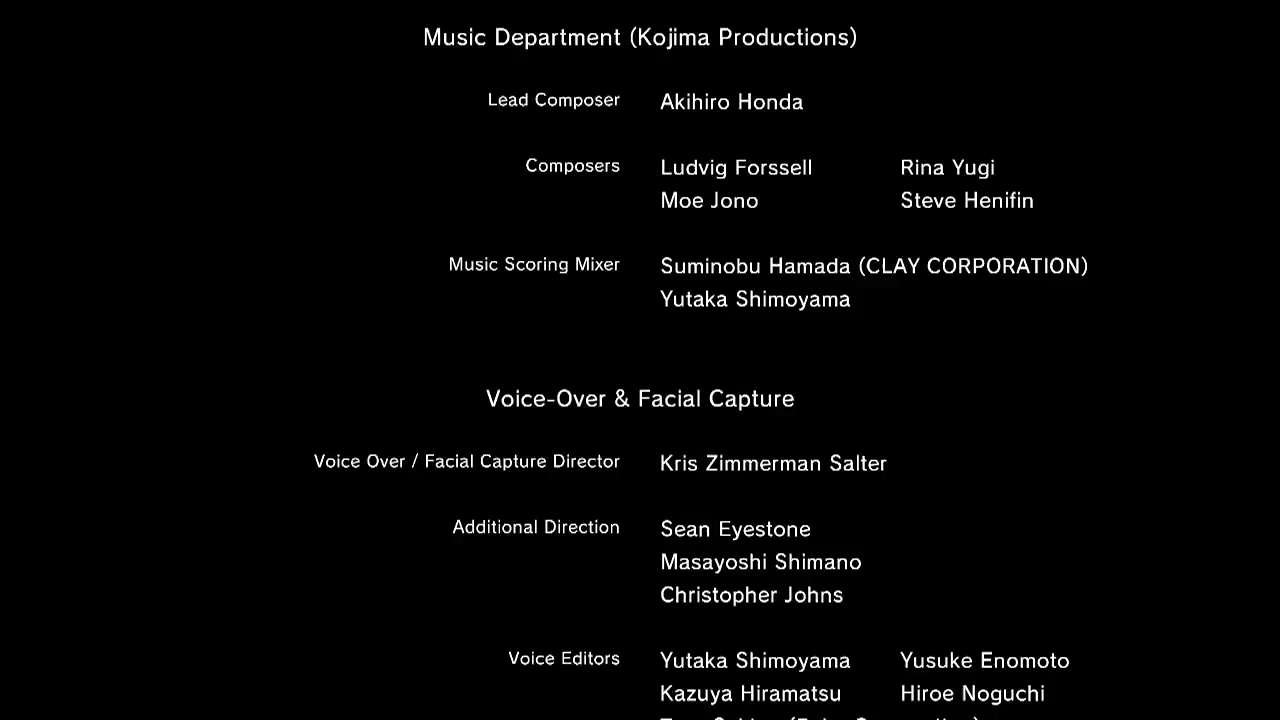 Music Department (Kojima Productions)
Lead Composer Akihiro Honda
Composers Ludvig Forssell Rina Yugi
Moe Jono Steve Henifin
Music Scoring Mixer Suminobu Hamada (CLAY CORPORATION)
Yutaka Shimoyama
Voice-Over & Facial Capture
Voice Over / Facial Capture Director Kris Zimmerman Salter
Additional Direction Sean Eyestone
Masayoshi Shimano
Christopher Johns
Voice Editors Yutaka Shimoyama Yusuke Enomoto
Kazuya Hiramatsu Hiroe Noguchi